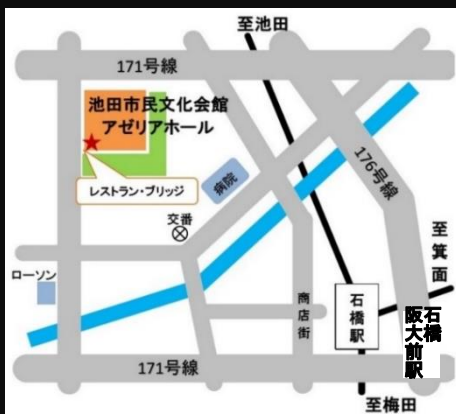 至池田
171号線
池田市民文化会館
アゼリアホール
レストラン・ブリッジ
病院
176号線
交番
至箕面
ローソン
商店街
石橋駅
石橋
阪大前駅
171号線
至梅田